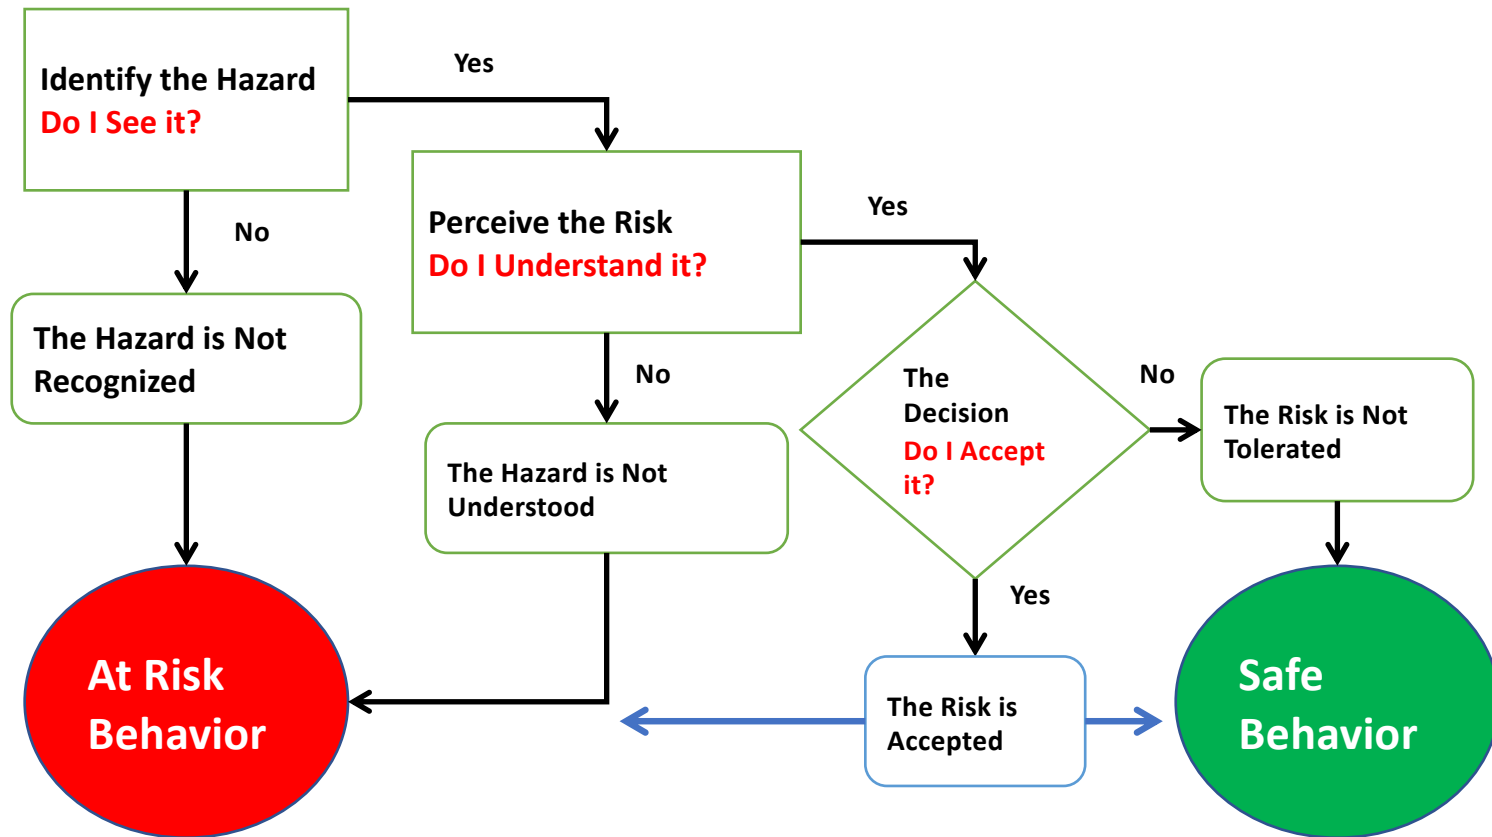 Identify the Hazard
Do I See it?
Yes
No
Perceive the Risk
Do I Understand it?
Yes
The Hazard is Not
Recognized
No
The Hazard is Not
Understood
The
Decision
Do I Accept
it?
No
The Risk is Not
Tolerated
Yes
The Risk is
Accepted
At Risk
Behavior
Safe
Behavior